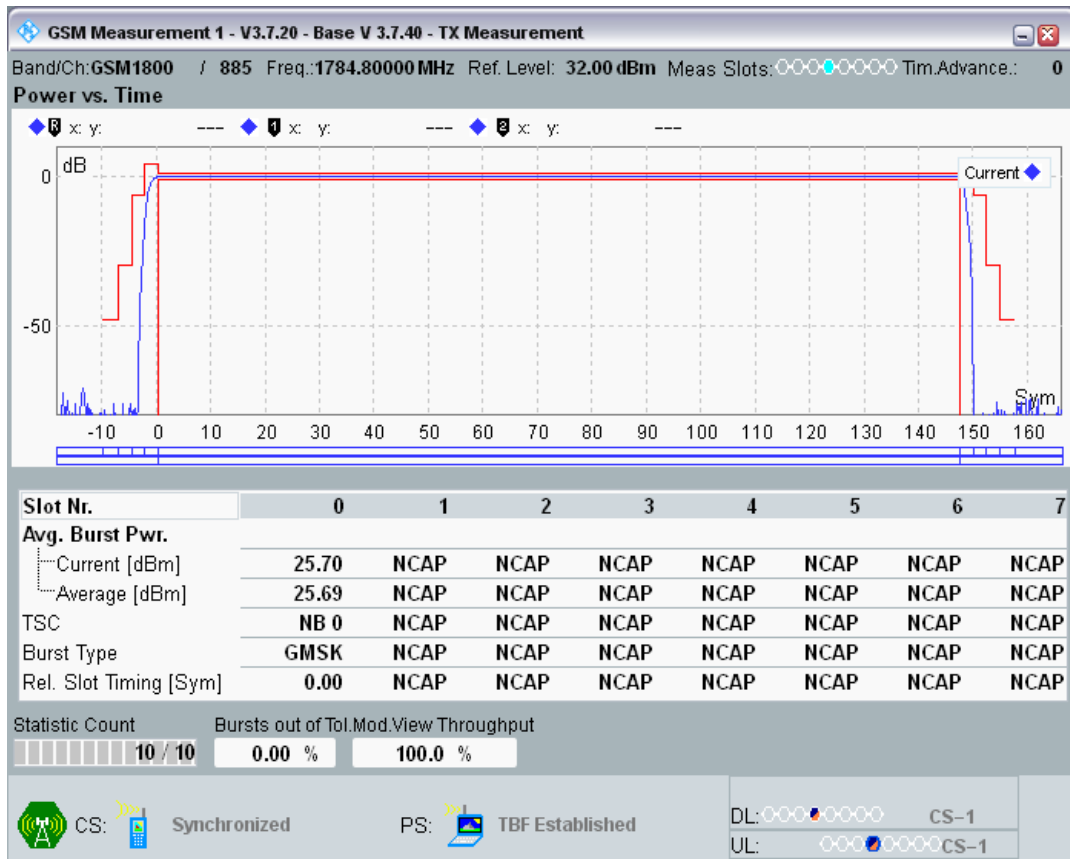 GSM Measurement 1 - V3.7.20 - Base V 3.7.40 - TX Measurement
Band/Ch:GSM1800 / 885 Freq.:1784.80000 MHz Ref. Level: 32.00 dBm Meas Slots: Tim.Advance.: 0
Power vs. Time
R x: y: --- 1 x: y: --- 2 x: y: ---
dB
Current
0
-50
Sym
-10 0 10 20 30 40 50 60 70 80 90 100 110 120 130 140 150 160
Slot Nr. 0 1 2 3 4 5 6 7
Avg. Burst Pwr.
Current [dBm] 25.70 NCAP NCAP NCAP NCAP NCAP NCAP NCAP
Average [dBm] 25.69 NCAP NCAP NCAP NCAP NCAP NCAP NCAP
TSC NB 0 NCAP NCAP NCAP NCAP NCAP NCAP NCAP
Burst Type GMSK NCAP NCAP NCAP NCAP NCAP NCAP NCAP
Rel. Slot Timing [Sym] 0.00 NCAP NCAP NCAP NCAP NCAP NCAP NCAP
Statistic Count Bursts out of Tol.Mod.View Throughput
10 / 10 0.00 % 100.0 %
CS: Synchronized PS: TBF Established
DL: CS-1
UL: CS-1